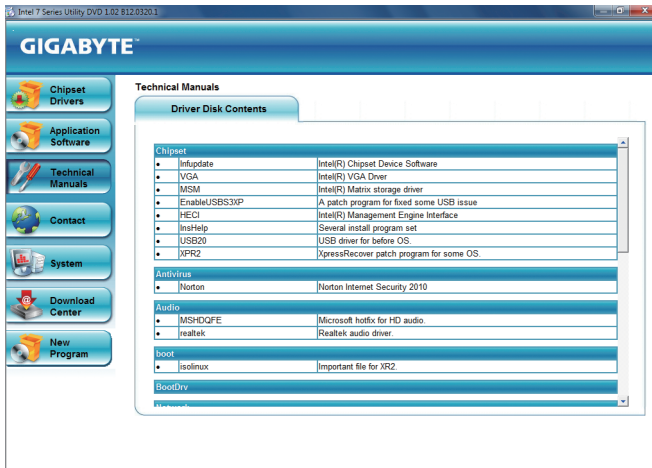 Intel 7 Series Utility DVD 1.02 B12.0320.1
GIGABYTE™
Chipset
Drivers
Application
Software
Technical
Manuals
Contact
System
Download
Center
New
Program
Technical Manuals
Driver Disk Contents
Chipset
• Infupdate Intel(R) Chipset Device Software
• VGA Intel(R) VGA Drver
• MSM Intel(R) Matrix storage driver
• EnableUSBS3XP A patch program for fixed some USB issue
• HECI Intel(R) Management Engine Interface
• InsHelp Several install program set
• USB20 USB driver for before OS.
• XPR2 XpressRecover patch program for some OS.
Antivirus
• Norton Norton Internet Security 2010
Audio
• MSHDQFE Microsoft hotfix for HD audio.
• realtek Realtek audio driver.
boot
• isolinux Important file for XR2.
BootDrv
Network